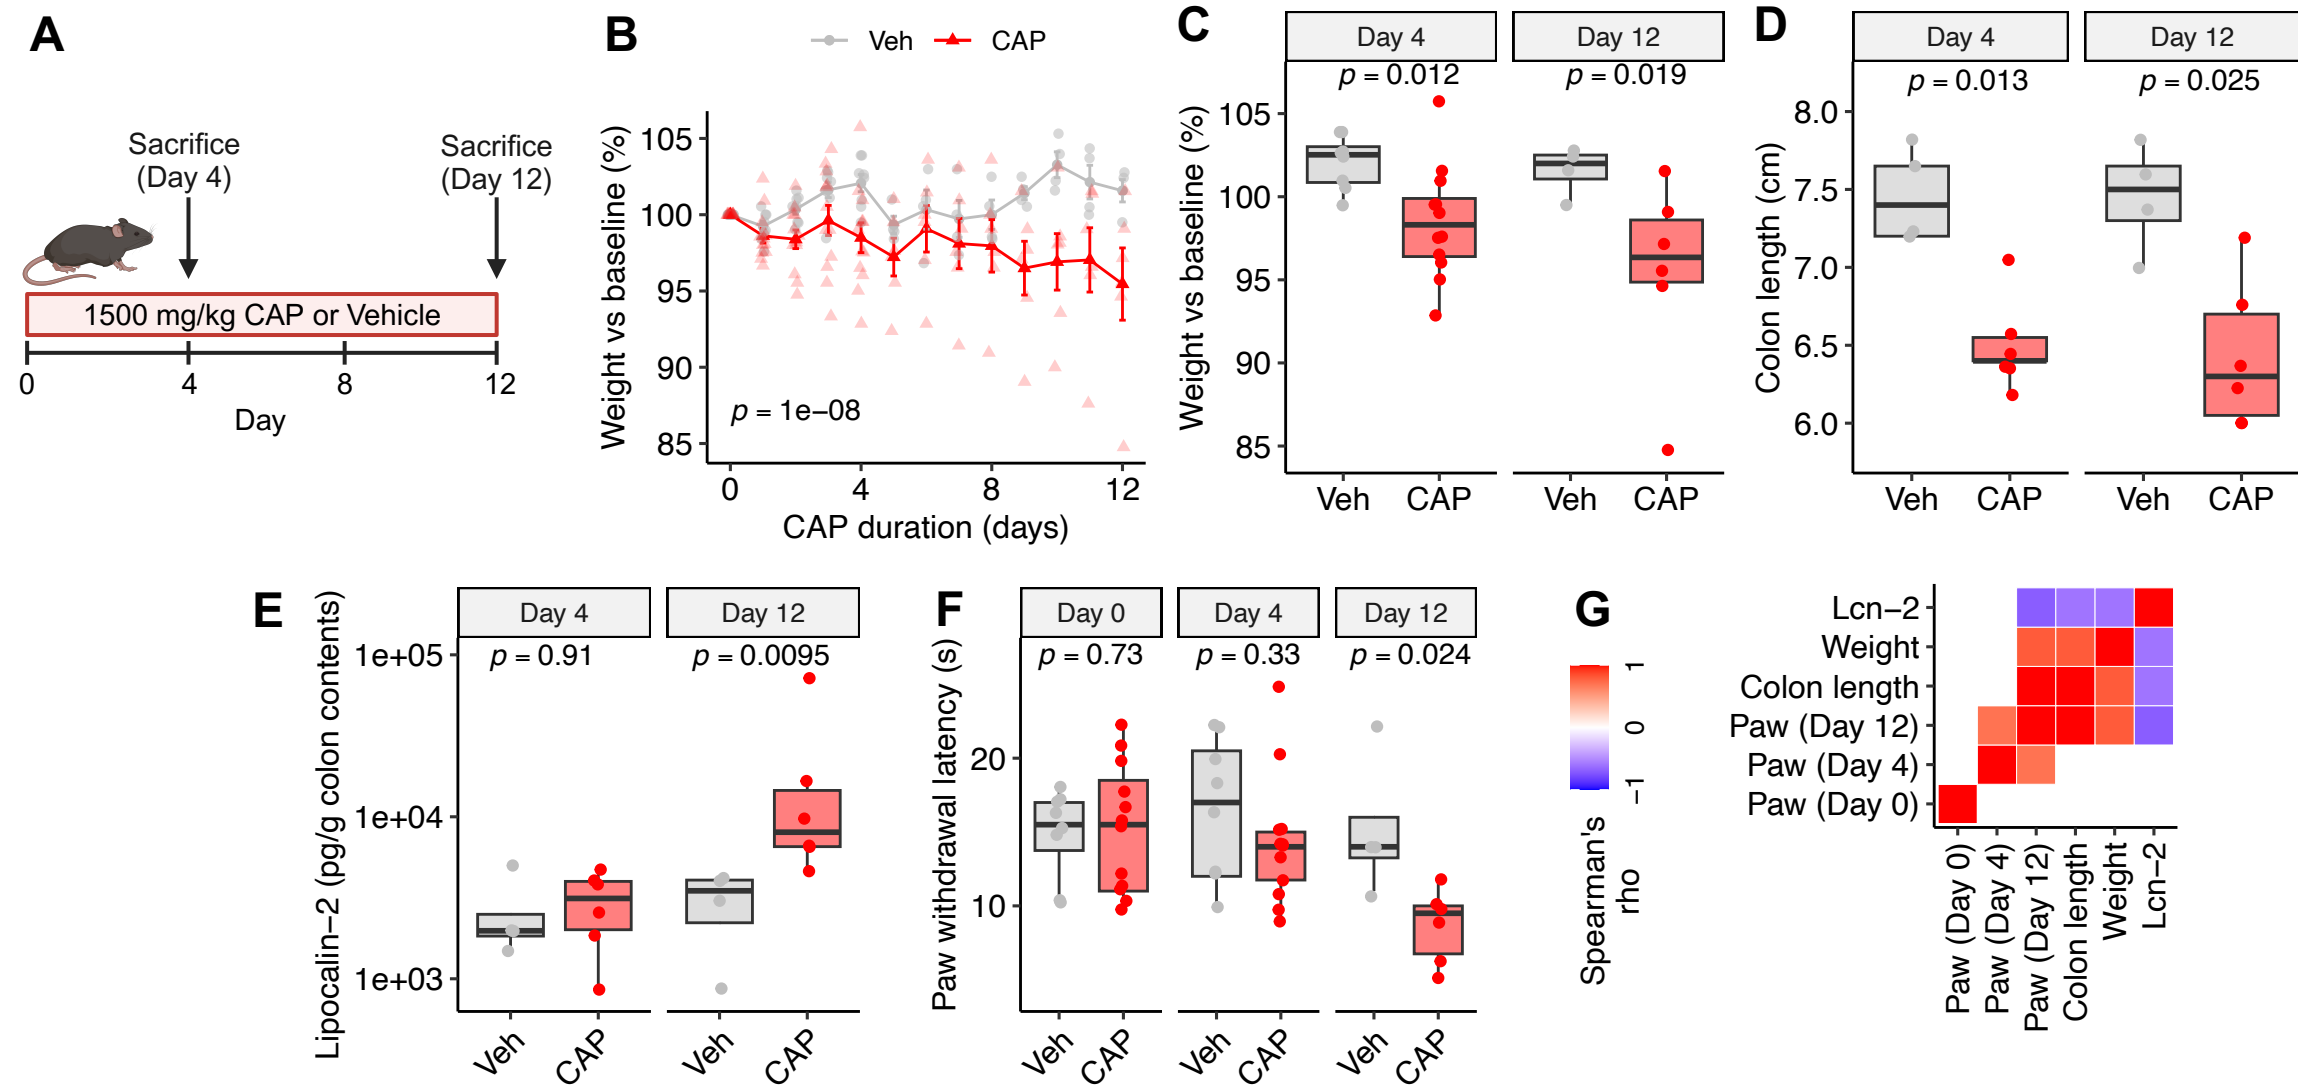 A
Sacrifice
(Day 4)
Sacrifice
(Day 12)
1500 mg/kg CAP or Vehicle
0
4
8
12
Day
B
Veh
CAP
Weight vs baseline (%)
105
100
95
90
85
p = 1e−08
0
4
8
12
CAP duration (days)
C
Day 4
Day 12
p = 0.012
p = 0.019
Weight vs baseline (%)
105
100
95
90
85
Veh
CAP
Veh
CAP
D
Day 4
Day 12
p = 0.013
p = 0.025
Colon length (cm)
8.0
7.5
7.0
6.5
6.0
Veh
CAP
Veh
CAP
E
Day 4
Day 12
p = 0.91
p = 0.0095
Lipocalin−2 (pg/g colon contents)
1e+05
1e+04
1e+03
Veh
CAP
Veh
CAP
F
Day 0
Day 4
Day 12
p = 0.73
p = 0.33
p = 0.024
Paw withdrawal latency (s)
20
10
Veh
CAP
Veh
CAP
Veh
CAP
G
1
0
−1
Spearman's
rho
Lcn−2
Weight
Colon length
Paw (Day 12)
Paw (Day 4)
Paw (Day 0)
Paw (Day 0)
Paw (Day 4)
Paw (Day 12)
Colon length
Weight
Lcn−2